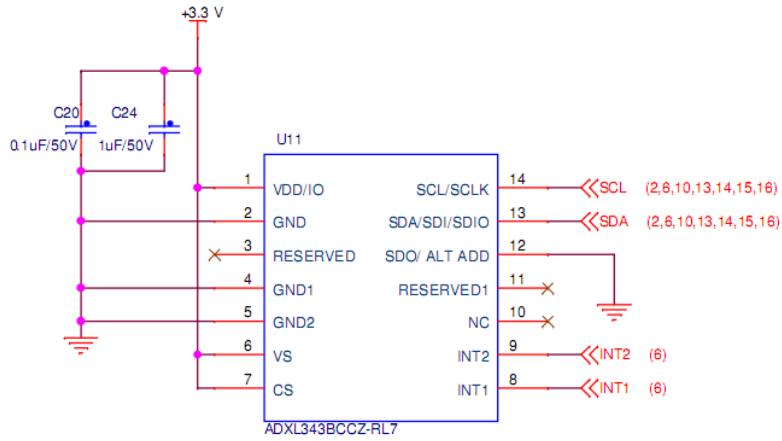 +3.3 V
C20
C24
0.1uF/50V
1uF/50V
U11
1
VDD/IO
SCL/SCLK
14
SCL (2,6,10,13,14,15,16)
2
GND
SDA/SDI/SDIO
13
SDA (2,6,10,13,14,15,16)
3
RESERVED
SDO/ ALT ADD
12
4
GND1
RESERVED1
11
5
GND2
NC
10
6
VS
INT2
9
INT2 (6)
7
CS
INT1
8
INT1 (6)
ADXL343BCCZ-RL7